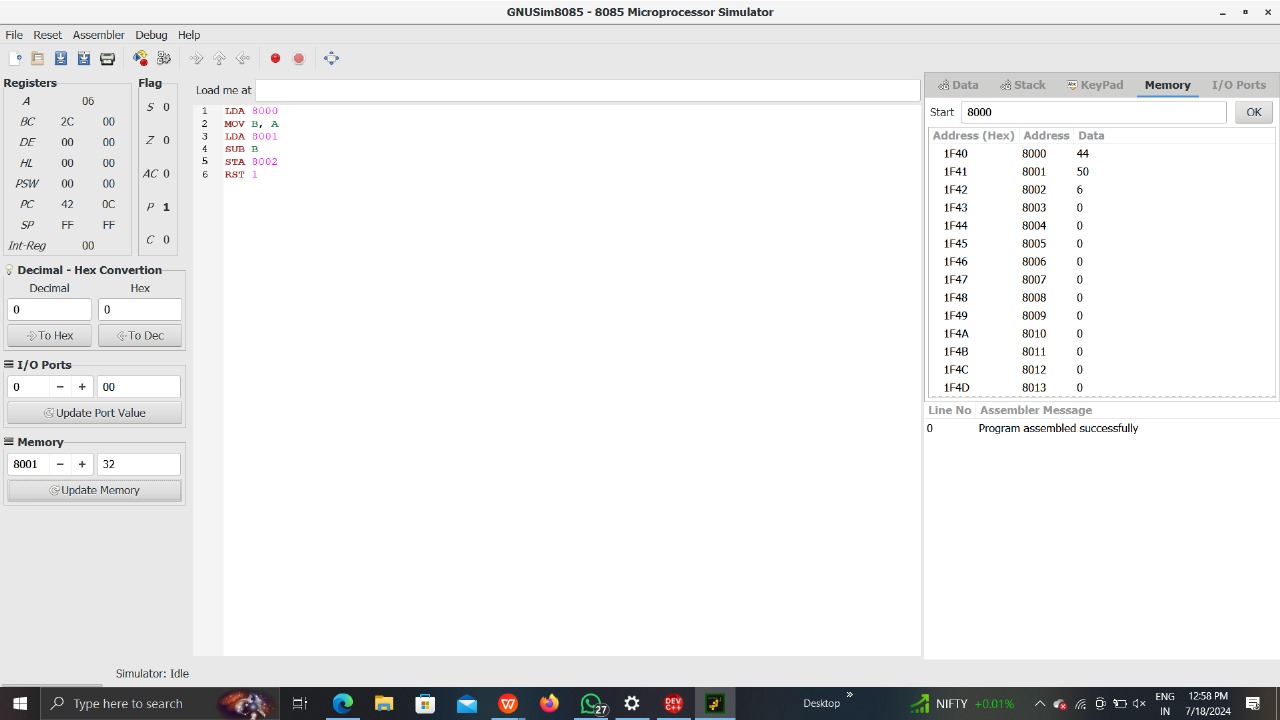 GNUSim8085 - 8085 Microprocessor Simulator
File Reset Assembler Debug Help
Registers
A 06
BC 2C 00
DE 00 00
HL 00 00
PSW 00 00
PC 42 0C
SP FF FF
Int-Reg 00
Flag
S 0
Z 0
AC 0
P 1
C 0
Decimal - Hex Convertion
Decimal Hex
0 0
To Hex To Dec
I/O Ports
0 - + 00
Update Port Value
Memory
8001 - + 32
Update Memory
Load me at
1 LDA 8000
2 MOV B, A
3 LDA 8001
4 SUB B
5 STA 8002
6 RST 1
Data Stack KeyPad Memory I/O Ports
Start 8000 OK
Address (Hex) Address Data
1F40 8000 44
1F41 8001 50
1F42 8002 6
1F43 8003 0
1F44 8004 0
1F45 8005 0
1F46 8006 0
1F47 8007 0
1F48 8008 0
1F49 8009 0
1F4A 8010 0
1F4B 8011 0
1F4C 8012 0
1F4D 8013 0
Line No Assembler Message
0 Program assembled successfully
Simulator: Idle
Type here to search
27
DEV C++
Desktop
NIFTY +0.01%
ENG
IN
12:58 PM
7/18/2024